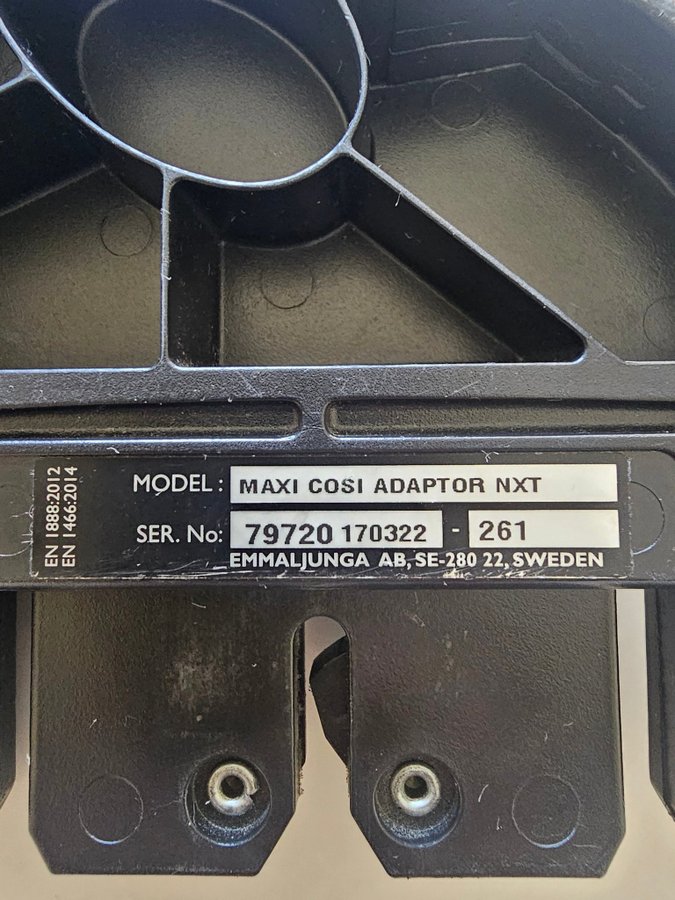 EN 1888:2012
EN 1466:2014
MODEL: MAXI COSI ADAPTOR NXT
SER. No: 79720 170322 - 261
EMMALJUNGA AB, SE-280 22, SWEDEN